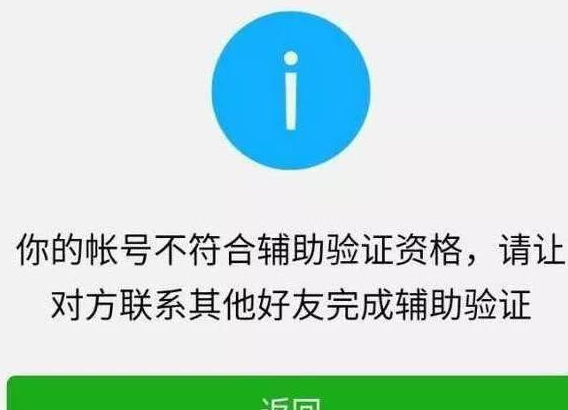 你的帐号不符合辅助验证资格，请让
对方联系其他好友完成辅助验证
返回